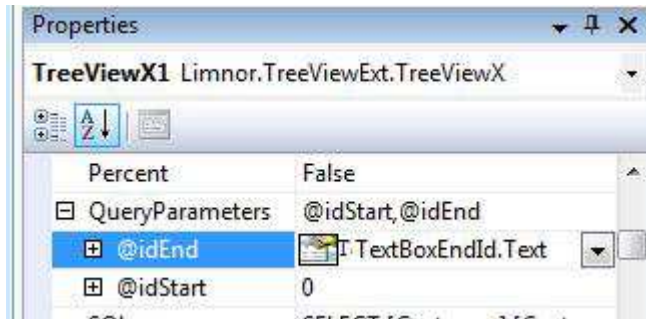 Properties
TreeViewX1 Limnor.TreeViewExt.TreeViewX
Percent False
QueryParameters @idStart,@idEnd
@idEnd TextBoxEndId.Text
@idStart 0